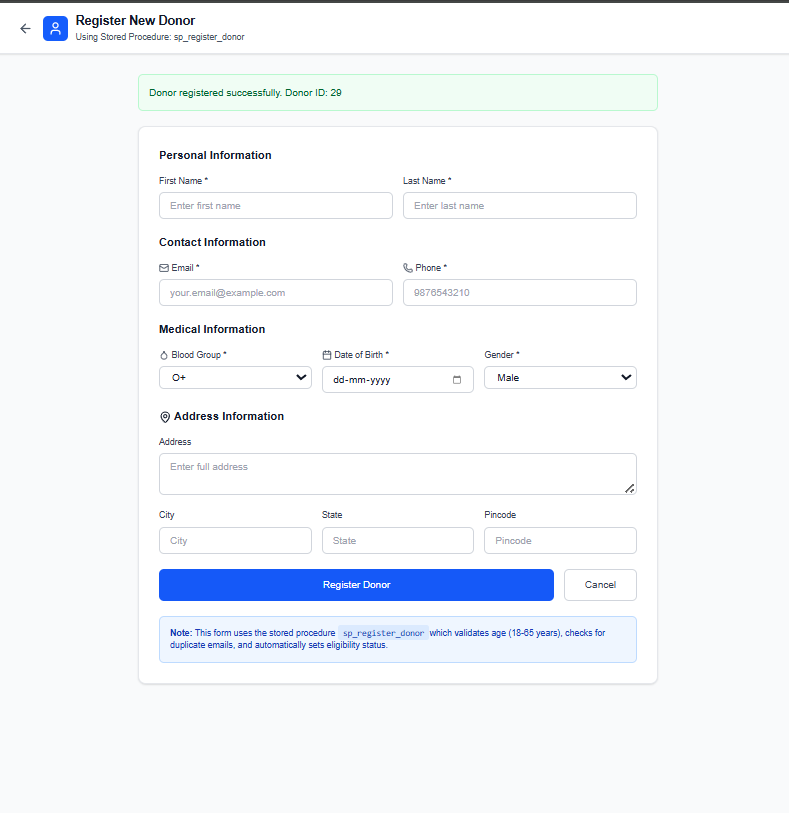 Register New Donor
Using Stored Procedure: sp_register_donor
Donor registered successfully. Donor ID: 29
Personal Information
First Name * Last Name *
Enter first name Enter last name
Contact Information
Email * Phone *
your.email@example.com 9876543210
Medical Information
Blood Group * Date of Birth * Gender *
O+ dd-mm-yyyy Male
Address Information
Address
Enter full address
City State Pincode
City State Pincode
Register Donor Cancel
Note: This form uses the stored procedure sp_register_donor which validates age (18-65 years), checks for
duplicate emails, and automatically sets eligibility status.